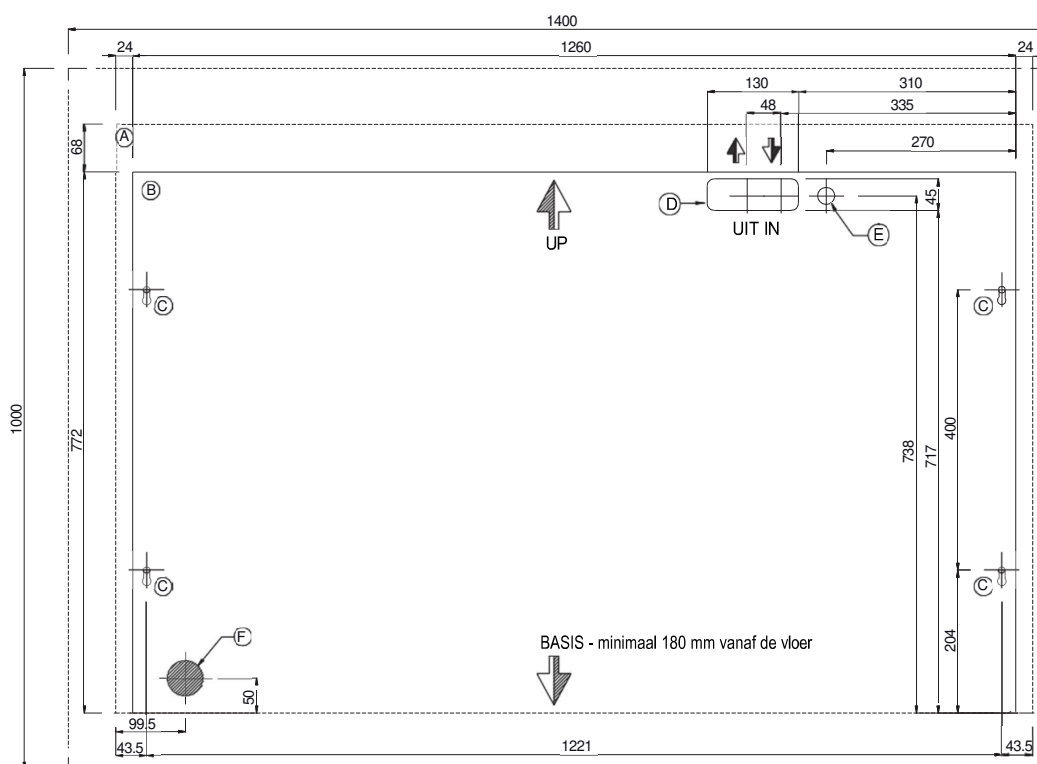 1400
24 1260 24
130 310
48 335
270
A
68
B
D
45
E
UP
UIT IN
C C
1000
772
738
717
400
C C
204
F
BASIS - minimaal 180 mm vanaf de vloer
50
99.5
43.5 1221 43.5